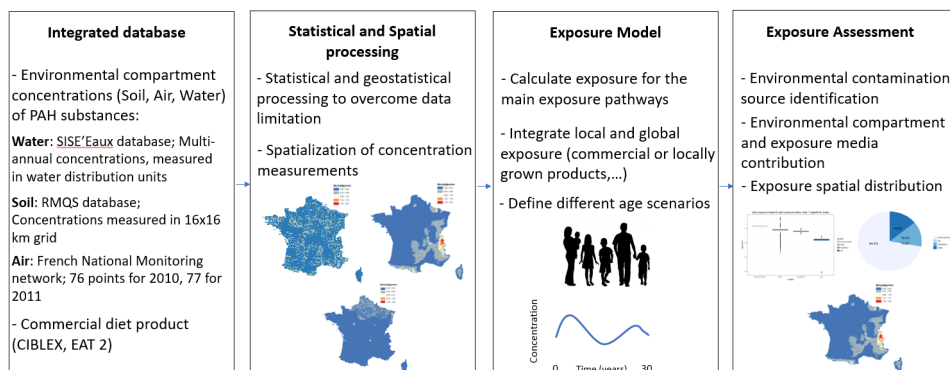 Integrated database
- Environmental compartment
concentrations (Soil, Air, Water)
of PAH substances:
Water: SISE'Eaux database; Multi-
annual concentrations, measured
in water distribution units
Soil: RMQS database;
Concentrations measured in 16x16
km grid
Air: French National Monitoring
network; 76 points for 2010, 77 for
2011
- Commercial diet product
(CIBLEX, EAT 2)
Statistical and Spatial
processing
- Statistical and geostatistical
processing to overcome data
limitation
- Spatialization of concentration
measurements
Exposure Model
- Calculate exposure for the
main exposure pathways
- Integrate local and global
exposure (commercial or locally
grown products,...)
- Define different age scenarios
Concentration
0 Time (years) 30
Exposure Assessment
- Environmental contamination
source identification
- Environmental compartment
and exposure media
contribution
- Exposure spatial distribution